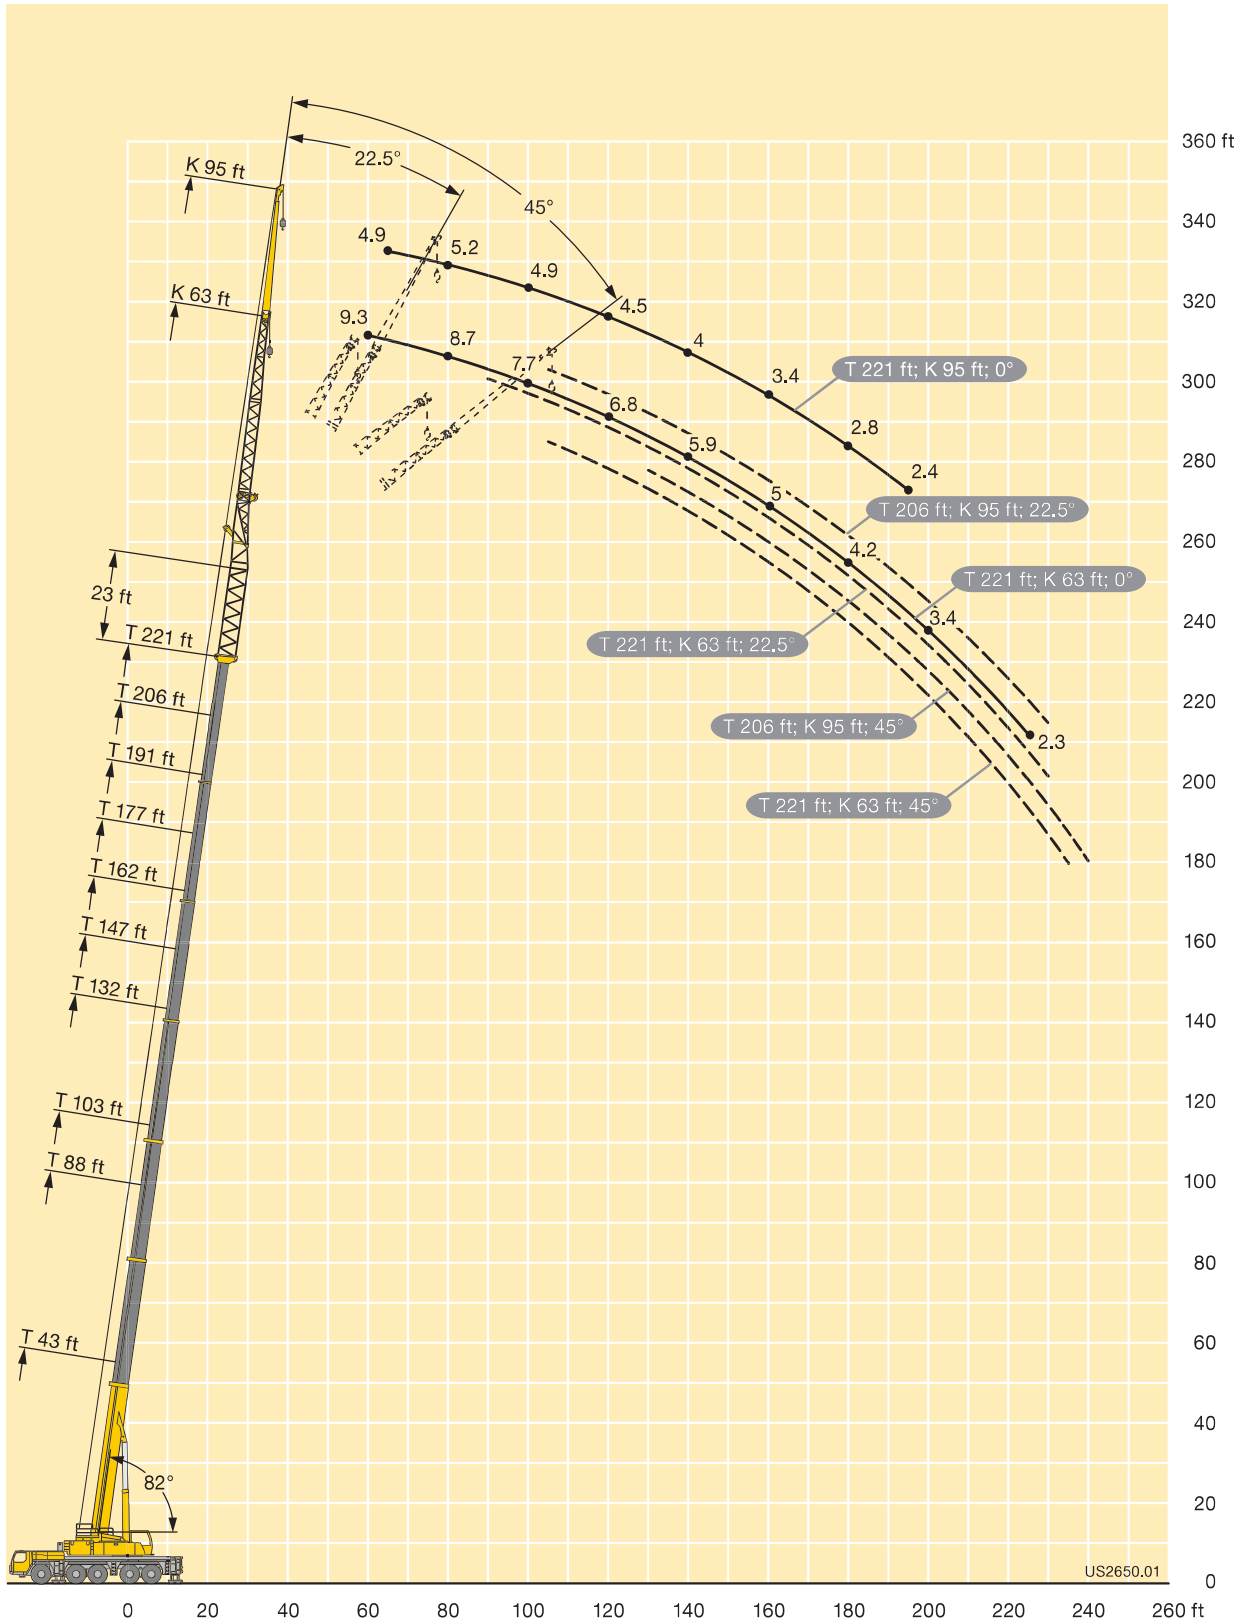 360 ft
22.5°
K 95 ft
45°
340
4.9
5.2
4.9
K 63 ft
320
4.5
9.3
8.7
4
7.7
T 221 ft; K 95 ft; 0°
300
3.4
6.8
2.8
5.9
2.4
280
5
T 206 ft; K 95 ft; 22.5°
4.2
260
T 221 ft; K 63 ft; 0°
23 ft
3.4
240
T 221 ft
T 221 ft; K 63 ft; 22.5°
T 206 ft
220
T 206 ft; K 95 ft; 45°
2.3
T 191 ft
200
T 221 ft; K 63 ft; 45°
T 177 ft
180
T 162 ft
160
T 147 ft
T 132 ft
140
120
T 103 ft
T 88 ft
100
80
60
T 43 ft
40
82°
20
US2650.01
0
0 20 40 60 80 100 120 140 160 180 200 220 240 260 ft